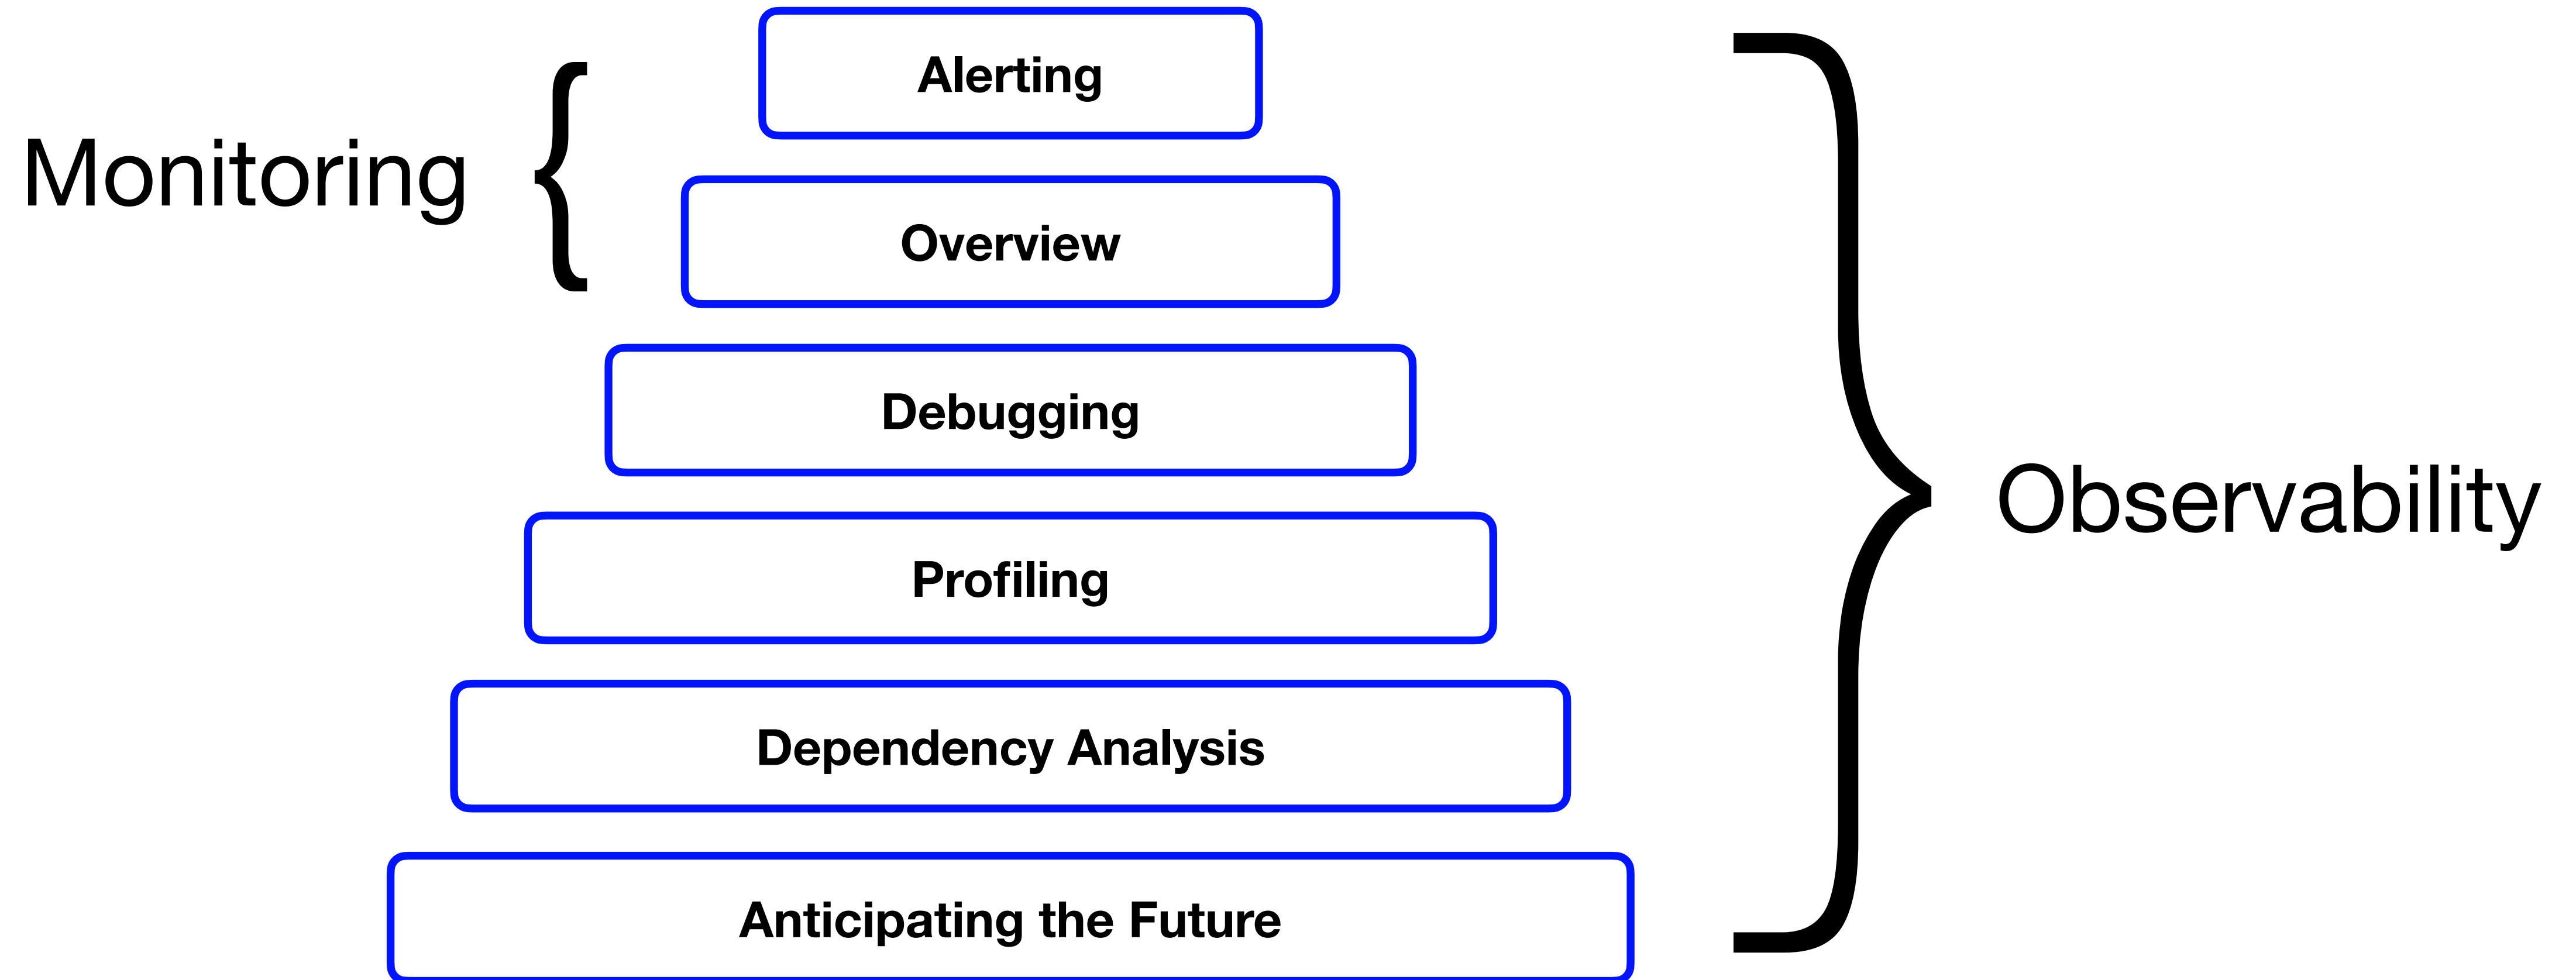 Alerting
Monitoring
Overview
Debugging
Observability
Profiling
Dependency Analysis
Anticipating the Future